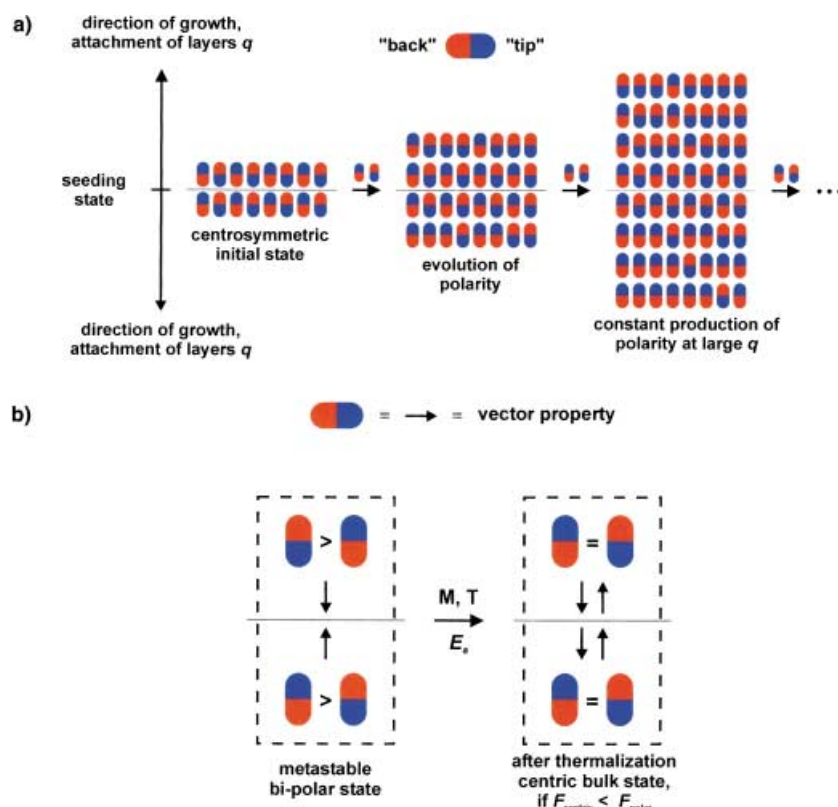 a)
direction of growth,
attachment of layers q
"back" "tip"
seeding
state
centrosymmetric
initial state
evolution of
polarity
constant production of
polarity at large q
...
direction of growth,
attachment of layers q
b)
= → = vector property
> >
M, T
E
= =
metastable
bi-polar state
after thermalization
centric bulk state,
if F < F